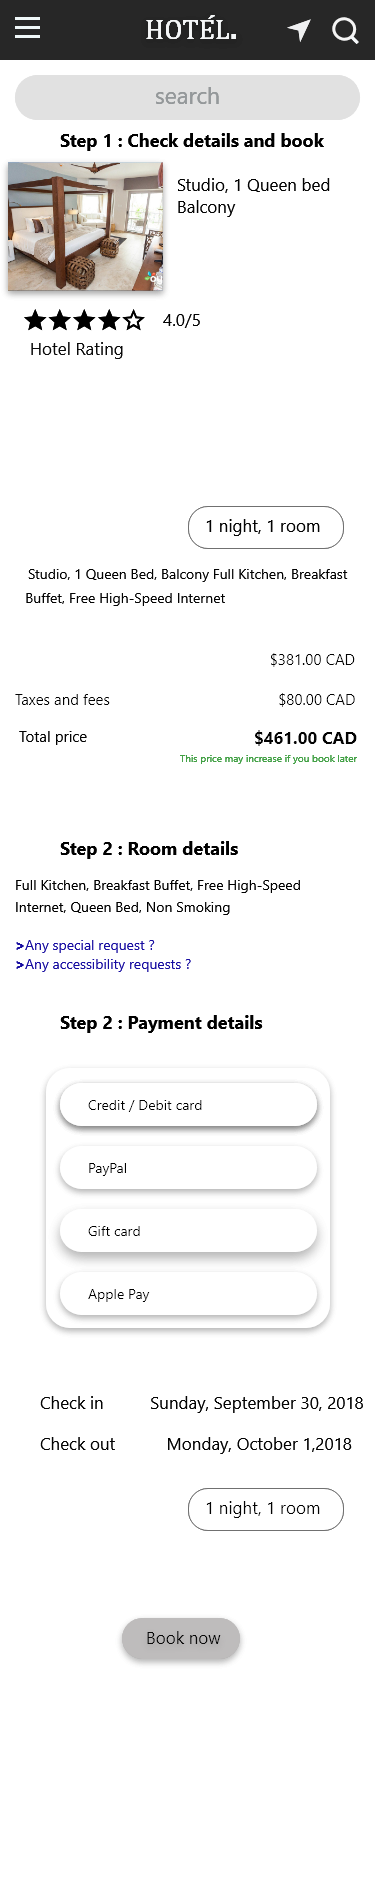 HOTÉL.
search
Step 1 : Check details and book
Studio, 1 Queen bed
Balcony
4.0/5
Hotel Rating
1 night, 1 room
Studio, 1 Queen Bed, Balcony Full Kitchen, Breakfast
Buffet, Free High-Speed Internet
$381.00 CAD
Taxes and fees $80.00 CAD
Total price $461.00 CAD
This price may increase if you book later
Step 2 : Room details
Full Kitchen, Breakfast Buffet, Free High-Speed
Internet, Queen Bed, Non Smoking
>Any special request ?
>Any accessibility requests ?
Step 2 : Payment details
Credit / Debit card
PayPal
Gift card
Apple Pay
Check in Sunday, September 30, 2018
Check out Monday, October 1,2018
1 night, 1 room
Book now